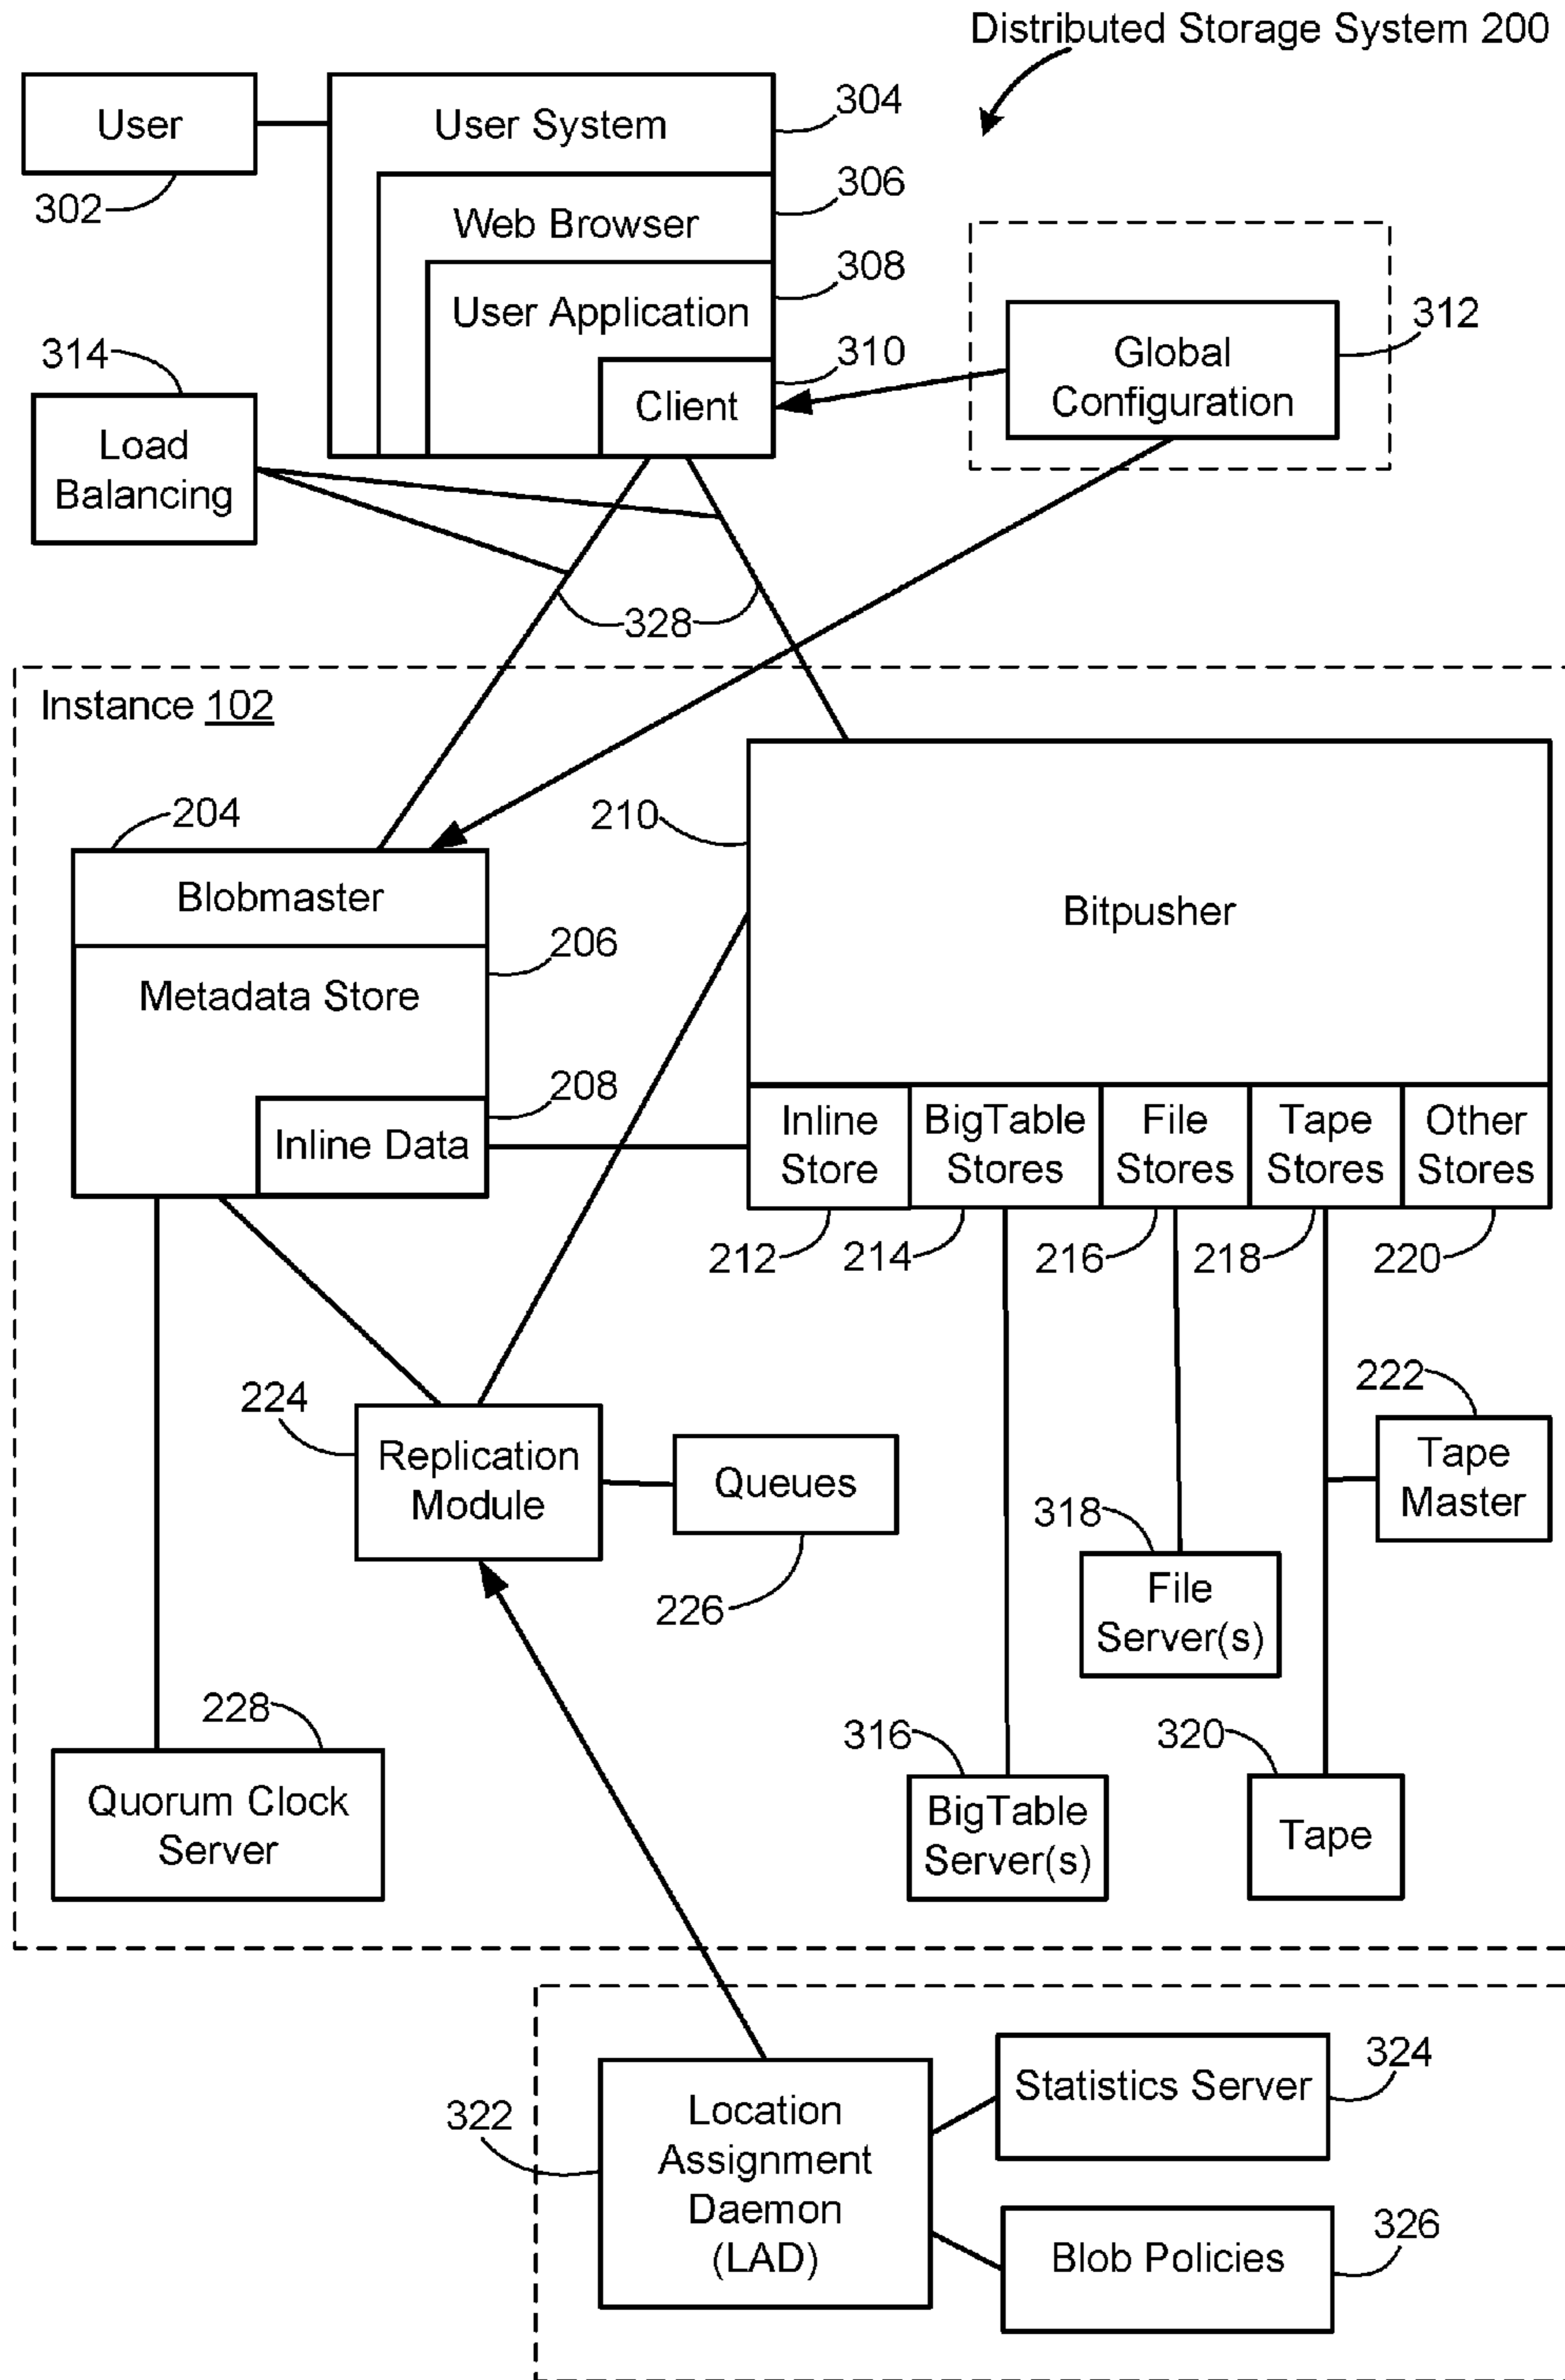 Distributed Storage System 200
User
302
User System
304
Web Browser
306
User Application
308
Client
310
Global
Configuration
312
314
Load
Balancing
328
Instance 102
204
Blobmaster
206
Metadata Store
208
Inline Data
210
Bitpusher
Inline
Store
BigTable
Stores
File
Stores
Tape
Stores
Other
Stores
212
214
216
218
220
224
Replication
Module
Queues
226
222
Tape
Master
318
File
Server(s)
228
Quorum Clock
Server
316
BigTable
Server(s)
320
Tape
322
Location
Assignment
Daemon
(LAD)
Statistics Server
324
Blob Policies
326